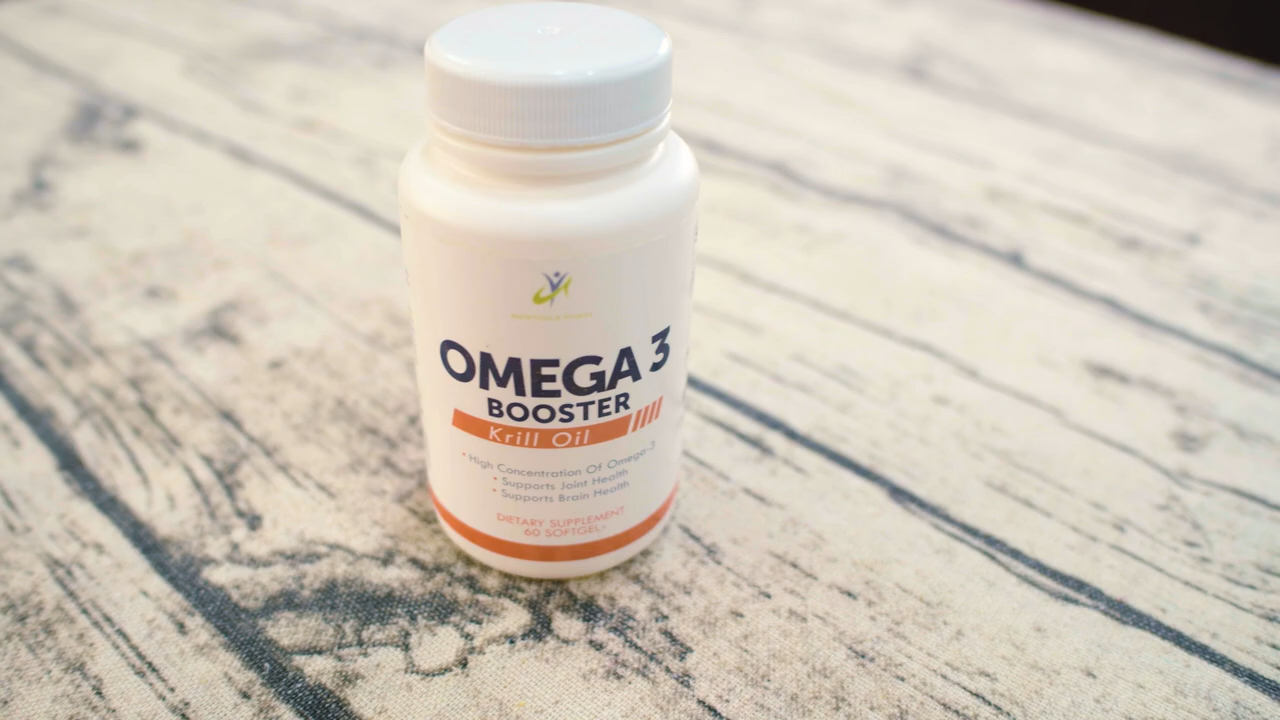 OMEGA 3
BOOSTER
Krill Oil
• High Concentration Of Omega-3
• Supports Joint Health
• Supports Brain Health
DIETARY SUPPLEMENT
60 SOFTGELS